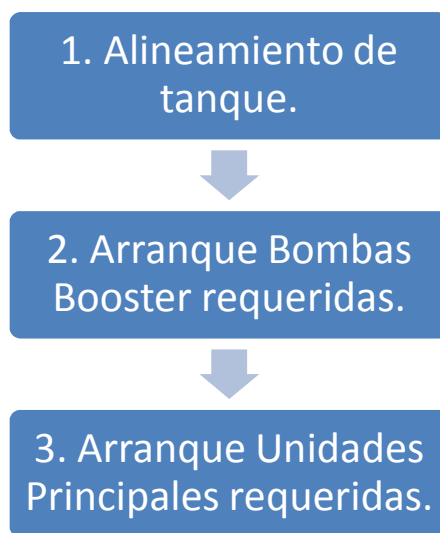 1. Alineamiento de
tanque.
2. Arranque Bombas
Booster requeridas.
3. Arranque Unidades
Principales requeridas.